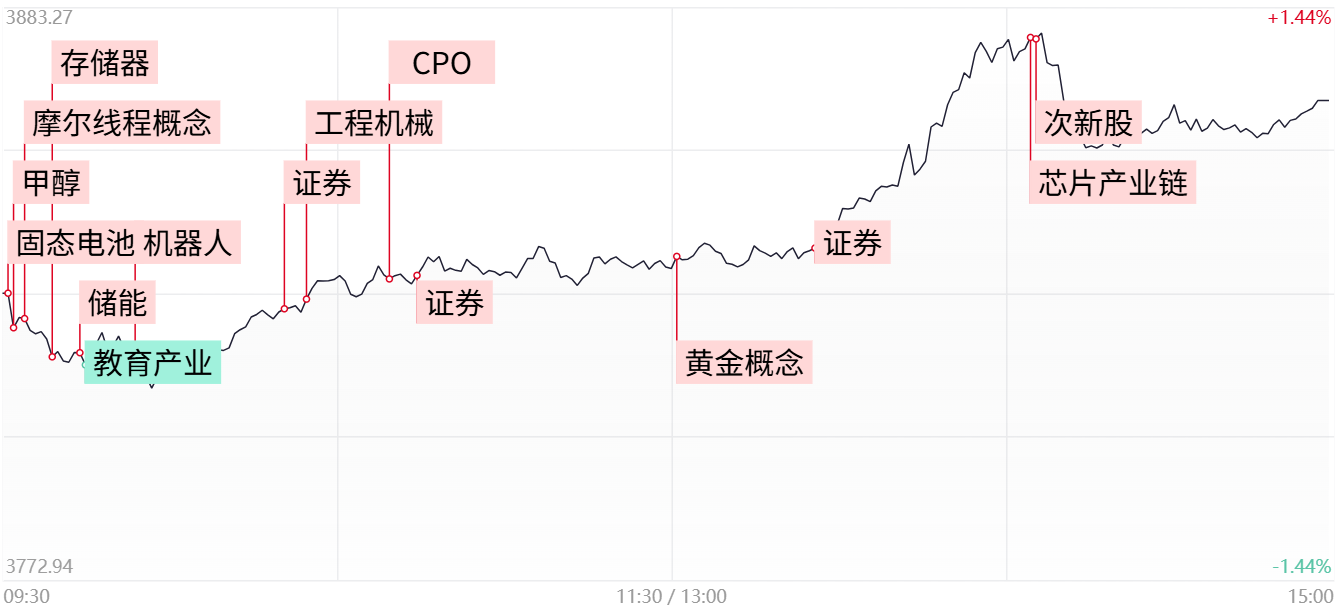 3883.27
+1.44%
存储器
CPO
摩尔线程概念
工程机械
次新股
甲醇
证券
芯片产业链
固态电池 机器人
证券
储能
证券
教育产业
黄金概念
3772.94
-1.44%
09:30
11:30 / 13:00
15:00